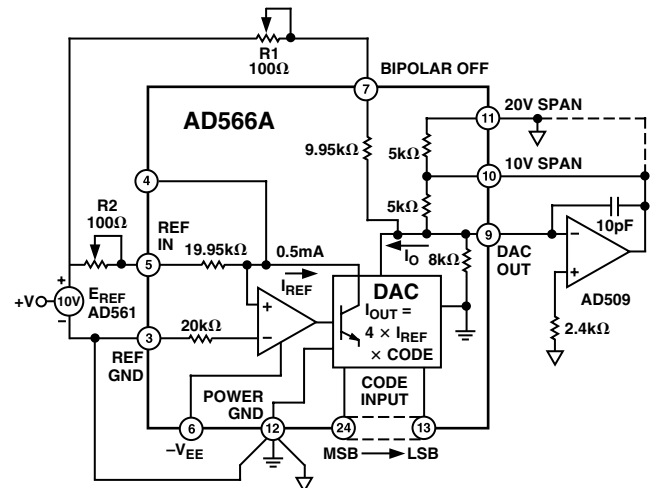 R1
100Ω
BIPOLAR OFF
7
20V SPAN
11
AD566A
9.95kΩ
5kΩ
10V SPAN
10
4
5kΩ
R2
100Ω
REF
IN
10pF
5
19.95kΩ
0.5mA
IO
8kΩ
9
DAC
OUT
+V
10V
+
−
EREF
AD561
IREF
+
−
DAC
IOUT =
4 × IREF
× CODE
−
+
AD509
3
20kΩ
REF
GND
2.4kΩ
POWER
GND
CODE
INPUT
6
12
24
13
–VEE
MSB
LSB